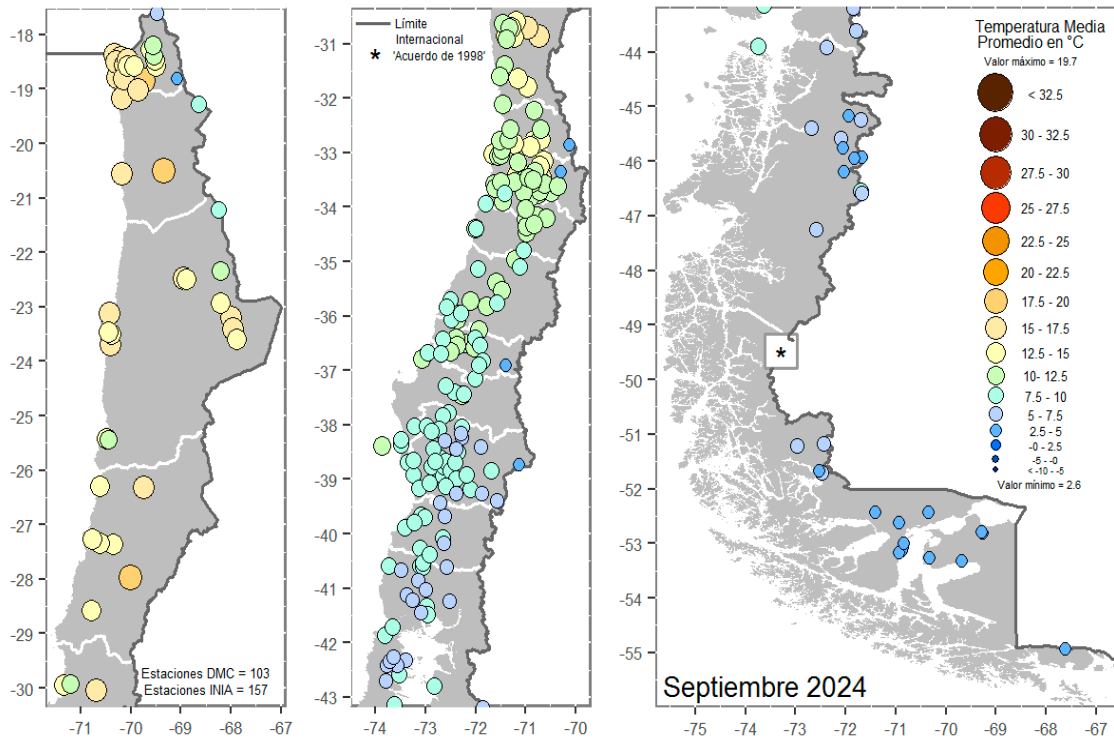 -18
-19
-20
-21
-22
-23
-24
-25
-26
-27
-28
-29
-30
-71
-70
-69
-68
-67
Estaciones DMC = 103
Estaciones INIA = 157
-31
-32
-33
-34
-35
-36
-37
-38
-39
-40
-41
-42
-43
-74
-73
-72
-71
-70
Límite
Internacional
* 'Acuerdo de 1998'
-44
-45
-46
-47
-48
-49
-50
-51
-52
-53
-54
-55
-75
-74
-73
-72
-71
-70
-69
-68
-67
*
Septiembre 2024
Temperatura Media
Promedio en °C
Valor máximo = 19.7
< 32.5
30 - 32.5
27.5 - 30
25 - 27.5
22.5 - 25
20 - 22.5
17.5 - 20
15 - 17.5
12.5 - 15
10- 12.5
7.5 - 10
5 - 7.5
2.5 - 5
-0 - 2.5
-5 - -0
< -10 - -5
Valor mínimo = 2.6